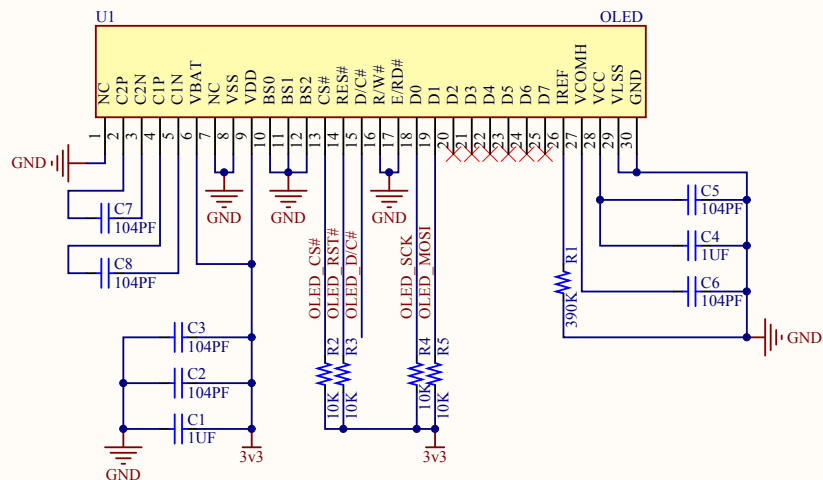 U1
OLED
NC
C2P
C2N
C1P
C1N
VBAT
NC
VSS
VDD
BS0
BS1
BS2
CS#
RES#
D/C#
R/W#
E/RD#
D0
D1
D2
D3
D4
D5
D6
D7
IREF
VCOMH
VCC
VLSS
GND
1
2
3
4
5
6
7
8
9
10
11
12
13
14
15
16
17
18
19
20
21
22
23
24
25
26
27
28
29
30
GND
GND
GND
GND
C7
104PF
C8
104PF
OLED_CS#
OLED_RST#
OLED_D/C#
OLED_SCK
OLED_MOSI
C5
104PF
C4
1UF
C6
104PF
R1
390K
GND
C3
104PF
C2
104PF
C1
1UF
R2
10K
R3
10K
R4
10K
R5
10K
GND
3v3
3v3